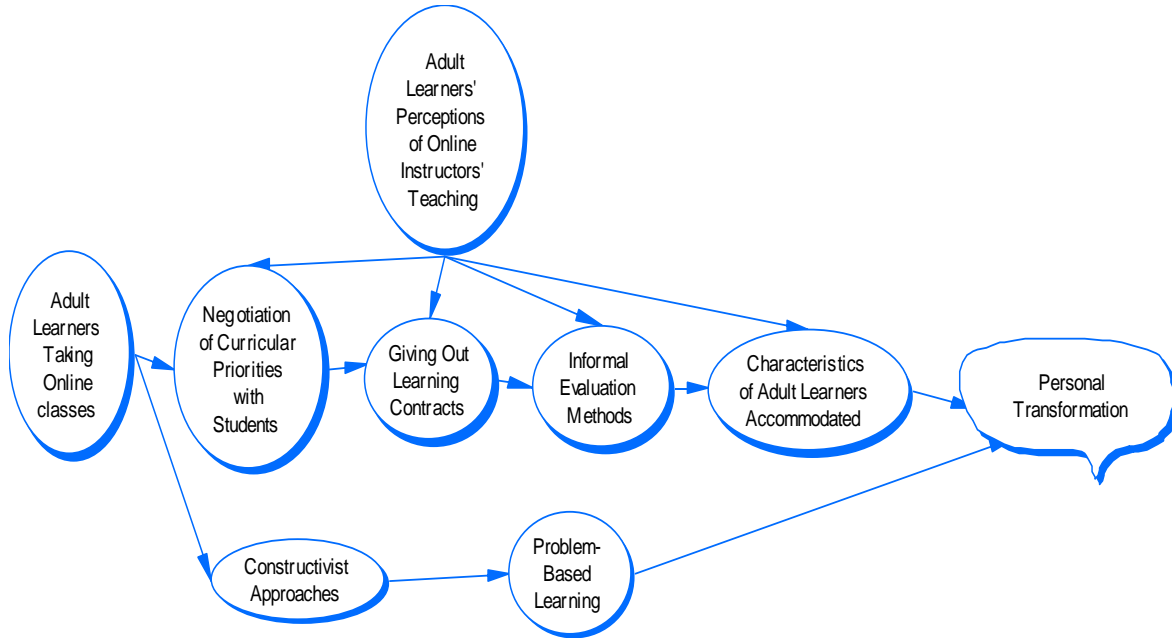 Adult
Learners'
Perceptions
of Online
Instructors'
Teaching
Adult
Learners
Taking
Online
classes
Negotiation
of Curricular
Priorities
with
Students
Giving Out
Learning
Contracts
Informal
Evaluation
Methods
Characteristics
of Adult Learners
Accommodated
Personal
Transformation
Constructivist
Approaches
Problem-
Based
Learning